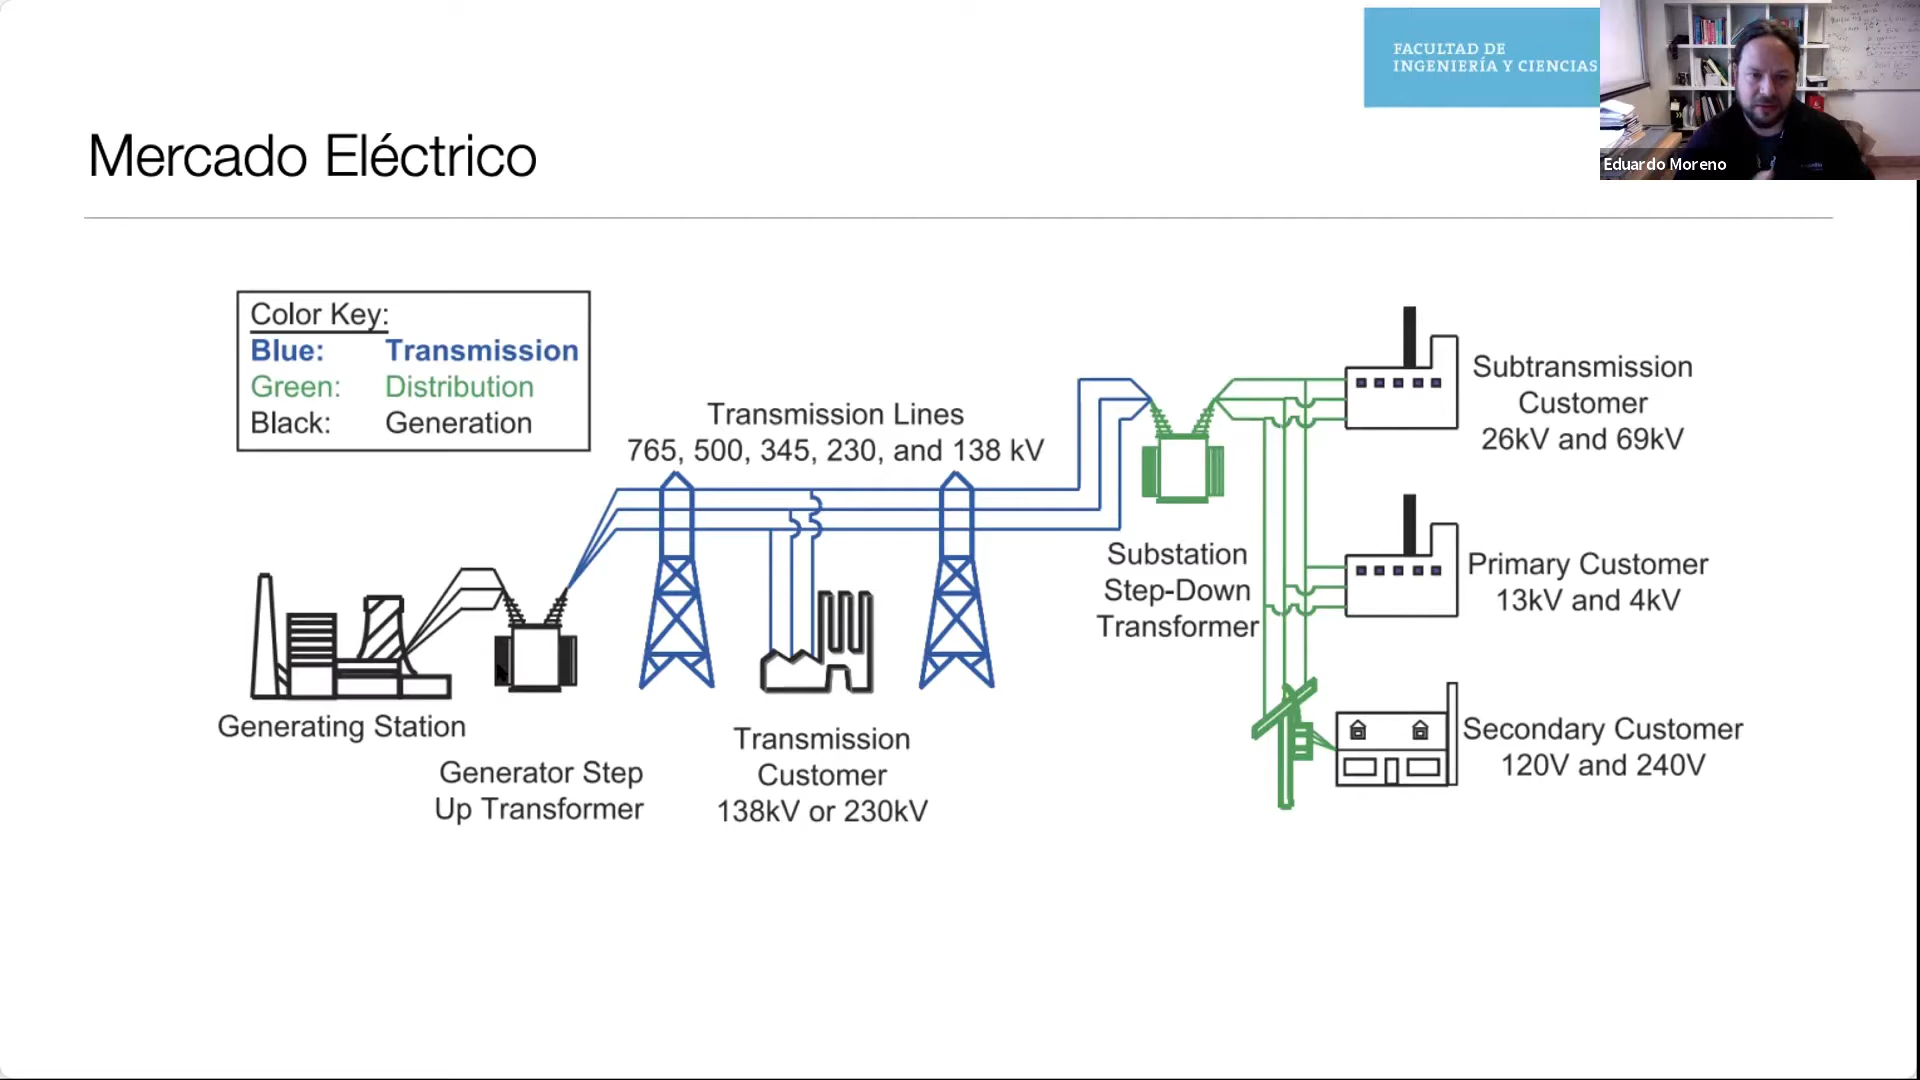 FACULTAD DE
INGENIERÍA Y CIENCIAS
Eduardo Moreno
Mercado Eléctrico
Color Key:
Blue: Transmission
Green: Distribution
Black: Generation
Transmission Lines
765, 500, 345, 230, and 138 kV
Subtransmission
Customer
26kV and 69kV
Substation
Step-Down
Transformer
Primary Customer
13kV and 4kV
Generating Station
Generator Step
Up Transformer
Transmission
Customer
138kV or 230kV
Secondary Customer
120V and 240V